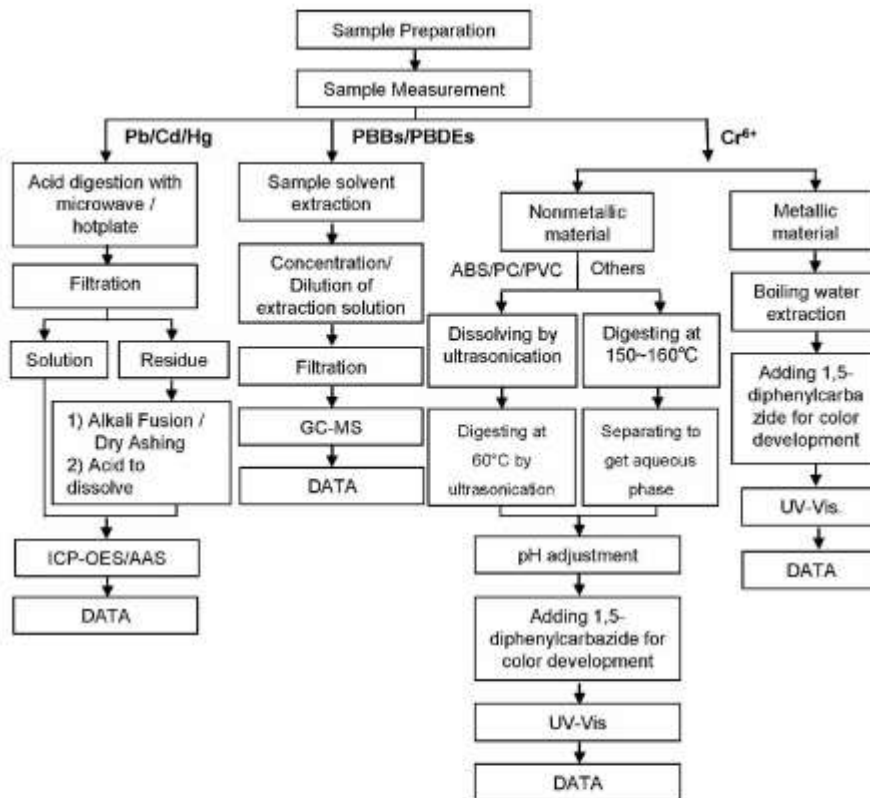 Sample Preparation
Sample Measurement
Pb/Cd/Hg
PBBs/PBDEs
Cr⁶⁺
Acid digestion with
microwave /
hotplate
Filtration
Solution
Residue
1) Alkali Fusion /
Dry Ashing
2) Acid to
dissolve
ICP-OES/AAS
DATA
Sample solvent
extraction
Concentration/
Dilution of
extraction solution
Filtration
GC-MS
DATA
Nonmetallic
material
ABS/PC/PVC
Others
Dissolving by
ultrasonication
Digesting at
60°C by
ultrasonication
Digesting at
150~160℃
Separating to
get aqueous
phase
pH adjustment
Adding 1,5-
diphenylcarbazide for
color development
UV-Vis
DATA
Metallic
material
Boiling water
extraction
Adding 1,5-
diphenylcarba
zide for color
development
UV-Vis.
DATA